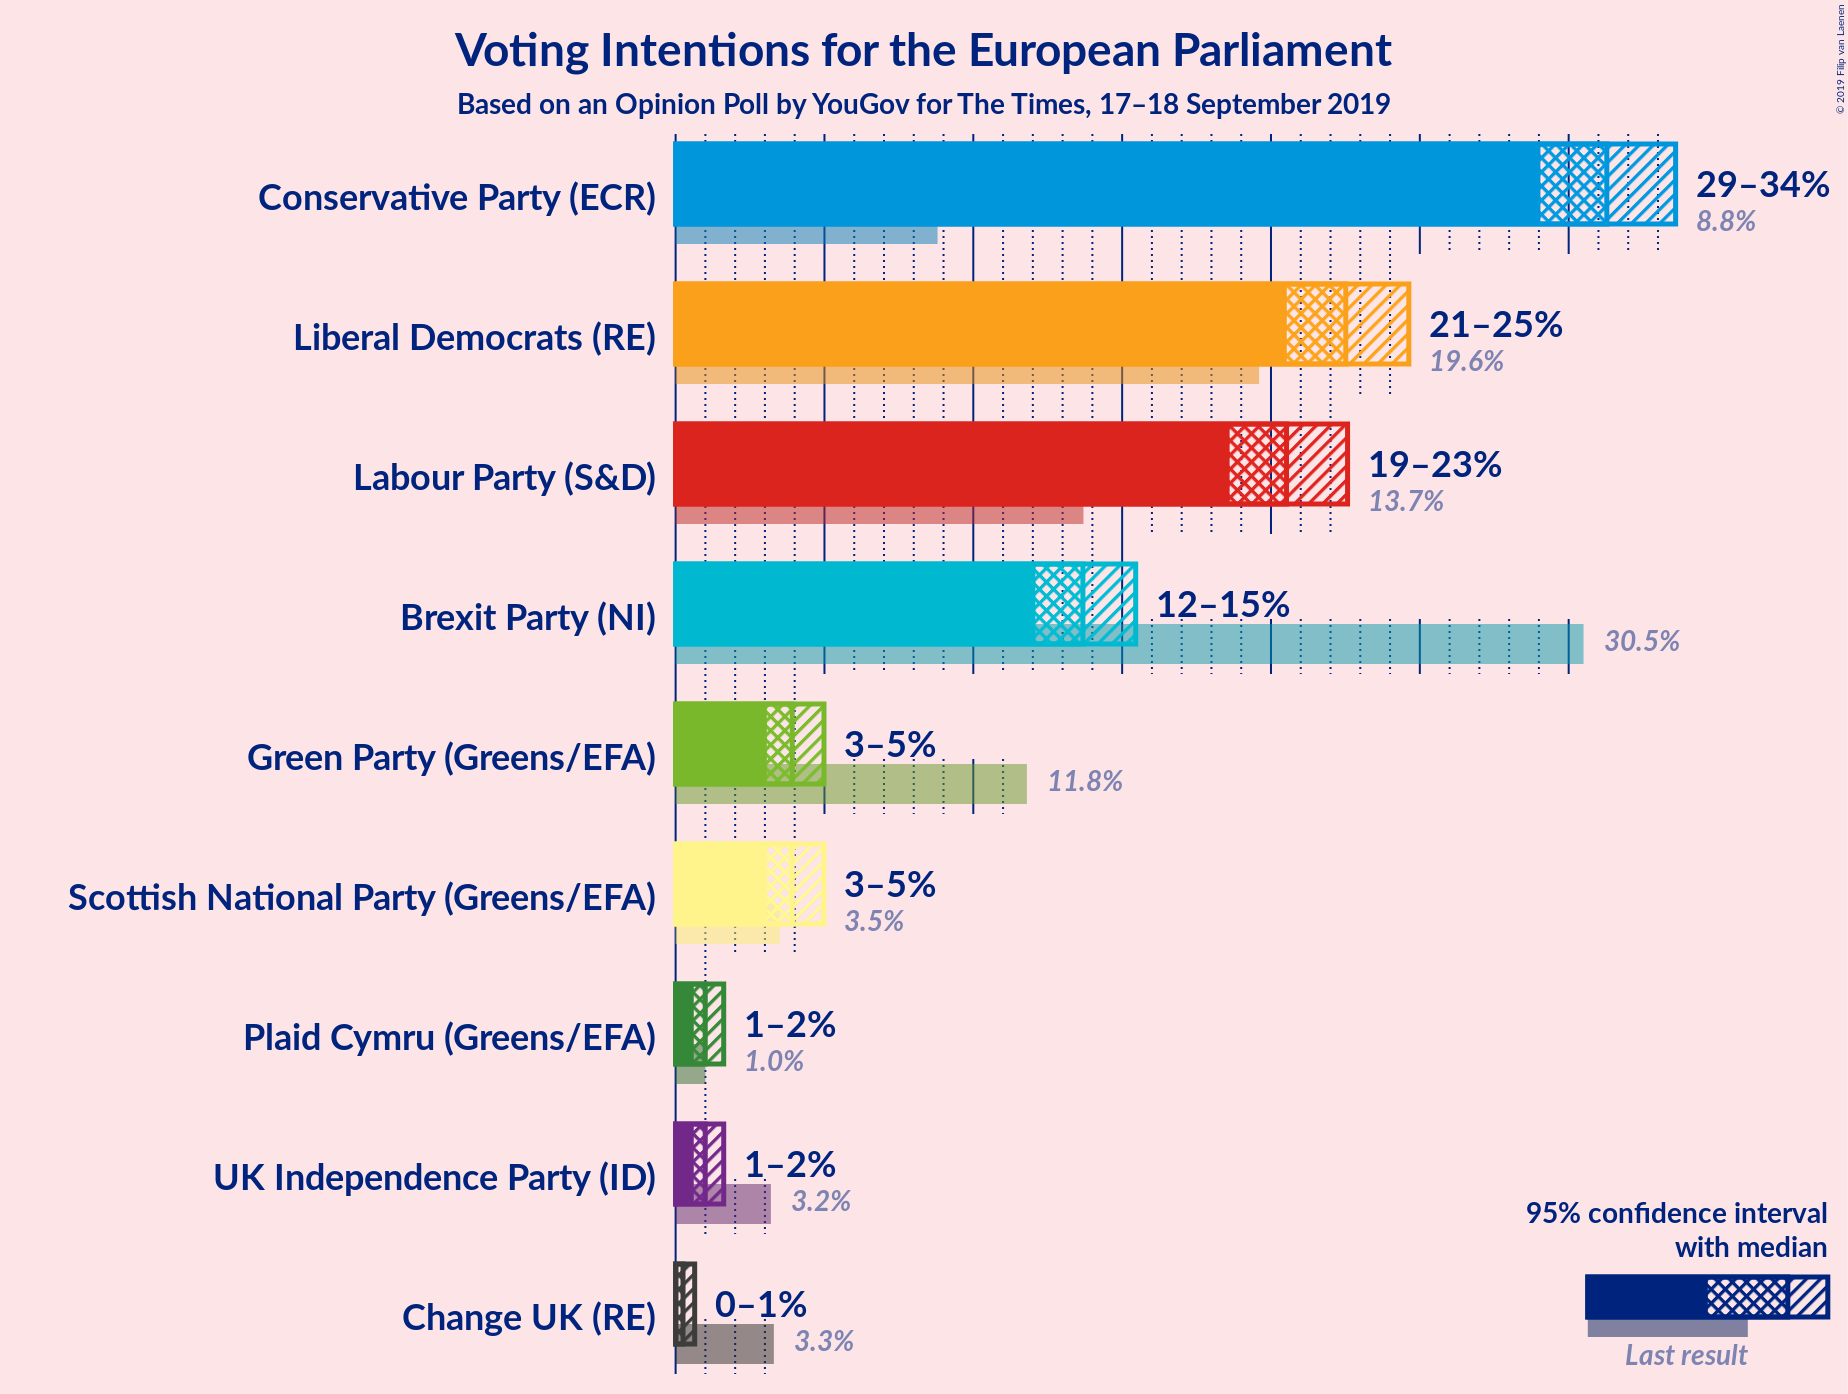 Voting Intentions for the European Parliament
Based on an Opinion Poll by YouGov for The Times, 17–18 September 2019
© 2019 Filip van Laenen
Conservative Party (ECR)
29–34%
8.8%
Liberal Democrats (RE)
21–25%
19.6%
Labour Party (S&D)
19–23%
13.7%
Brexit Party (NI)
12–15%
30.5%
Green Party (Greens/EFA)
3–5%
11.8%
Scottish National Party (Greens/EFA)
3–5%
3.5%
Plaid Cymru (Greens/EFA)
1–2%
1.0%
UK Independence Party (ID)
1–2%
3.2%
Change UK (RE)
0–1%
3.3%
95% confidence interval
with median
Last result